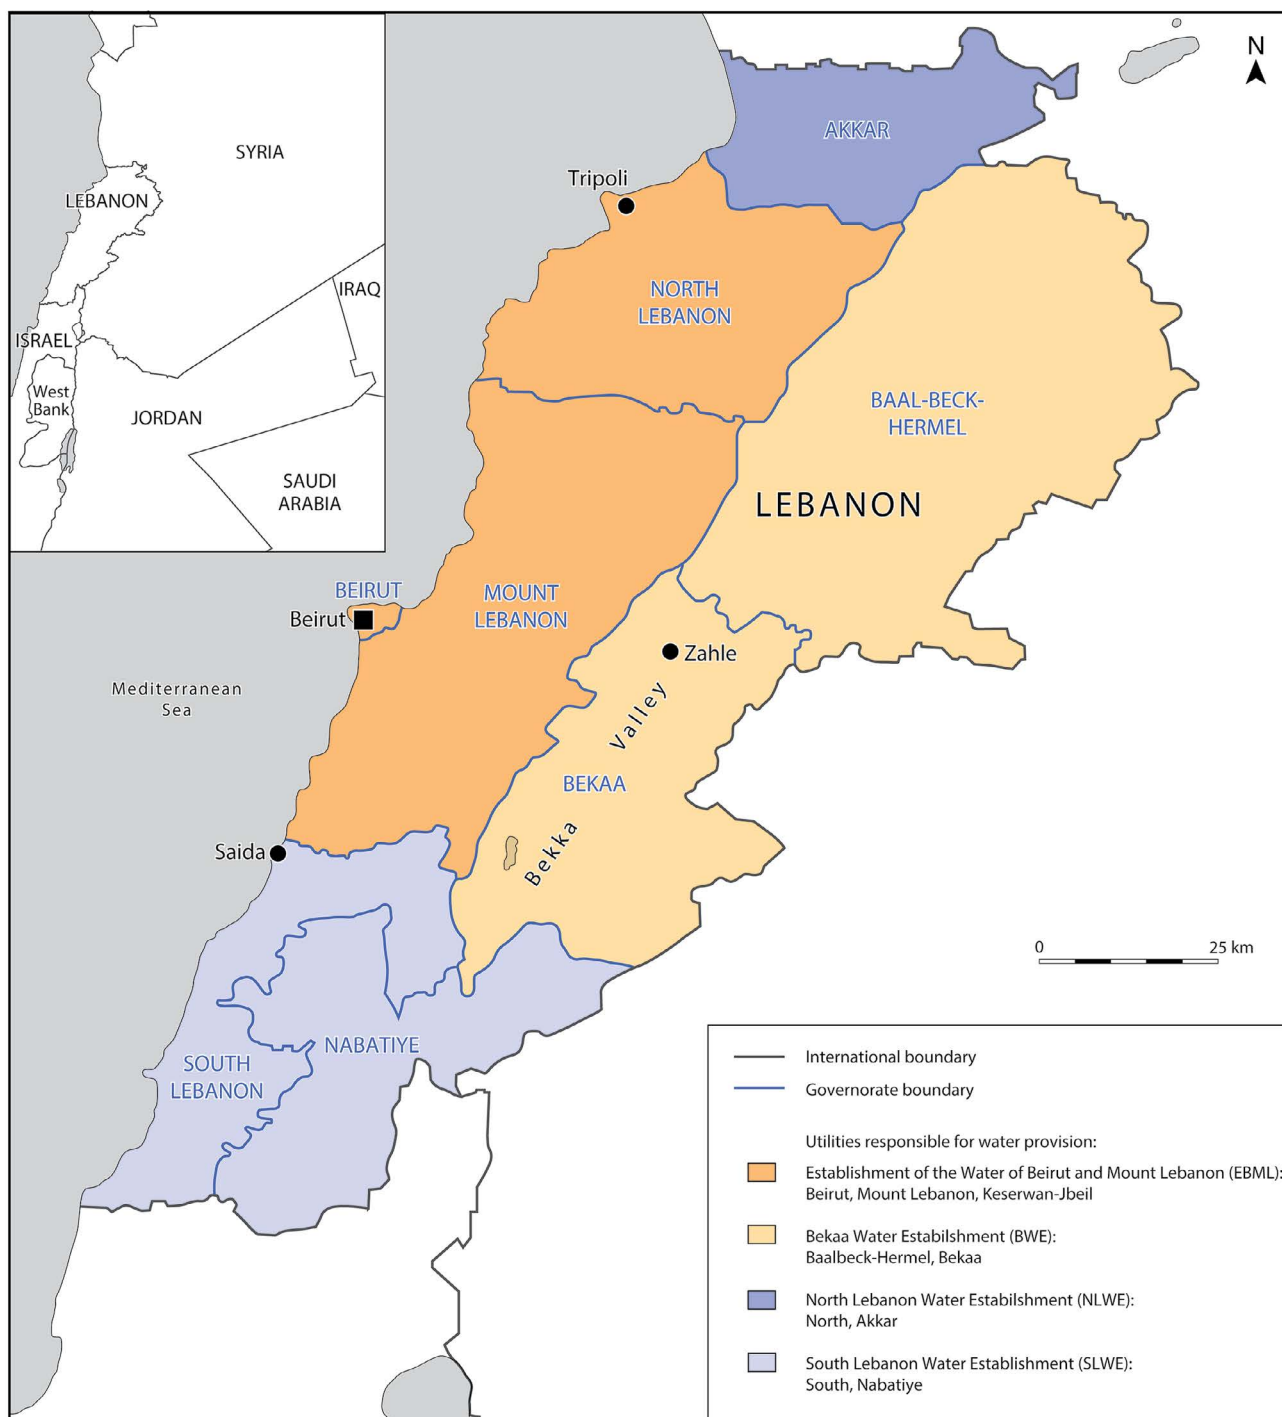 SYRIA
LEBANON
IRAQ
ISRAEL
West
Bank
JORDAN
SAUDI
ARABIA
N
AKKAR
Tripoli
NORTH
LEBANON
BAAL-BECK-
HERMEL
LEBANON
BEIRUT
Beirut
MOUNT
LEBANON
Zahle
Mediterranean
Sea
Bekka Valley
BEKAA
Saida
0 25 km
NABATIYE
SOUTH
LEBANON
International boundary
Governorate boundary
Utilities responsible for water provision:
Establishment of the Water of Beirut and Mount Lebanon (EBML):
Beirut, Mount Lebanon, Keserwan-Jbeil
Bekaa Water Estabilshment (BWE):
Baalbeck-Hermel, Bekaa
North Lebanon Water Estabilshment (NLWE):
North, Akkar
South Lebanon Water Establishment (SLWE):
South, Nabatiye